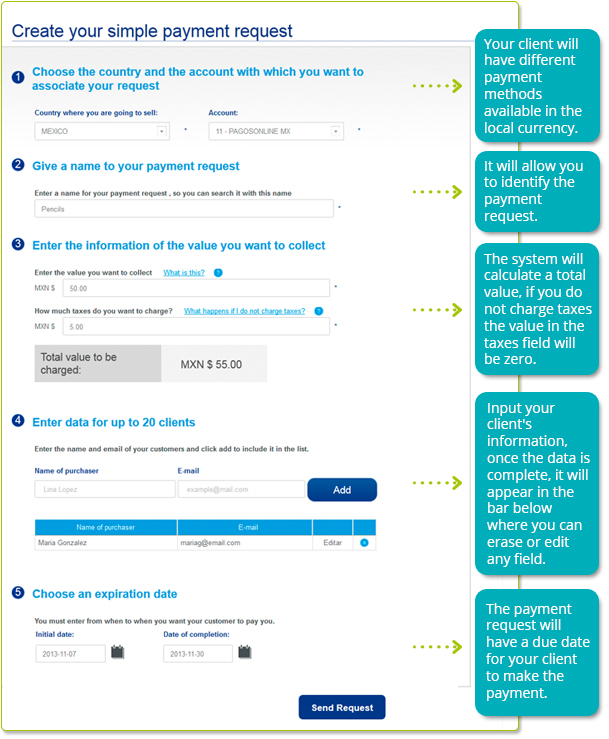 Create your simple payment request
1
Choose the country and the account with which you want to
associate your request
Country where you are going to sell:
Account:
MEXICO
*
11 - PAGOSONLINE MX
*
Your client will
have different
payment
methods
available in the
local currency.
2
Give a name to your payment request
Enter a name for your payment request , so you can search it with this name
Pencils
*
It will allow you
to identify the
payment
request.
3
Enter the information of the value you want to collect
Enter the value you want to collect What is this? ?
MXN $ 50.00 *
How much taxes do you want to charge? What happens if I do not charge taxes? ?
MXN $ 5.00 *
Total value to be
charged:
MXN $ 55.00
The system will
calculate a total
value, if you do
not charge taxes
the value in the
taxes field will
be zero.
4
Enter data for up to 20 clients
Enter the name and email of your customers and click add to include it in the list.
Name of purchaser
E-mail
Lina Lopez
example@mail.com
Add
Name of purchaser E-mail
Maria Gonzalez mariag@email.com Editar
Input your
client's
information,
once the data is
complete, it will
appear in the
bar below
where you can
erase or edit
any field.
5
Choose an expiration date
You must enter from when to when you want your customer to pay you.
Initial date:
Date of completion:
2013-11-07
2013-11-30
The payment
request will
have a due date
for your client
to make the
payment.
Send Request